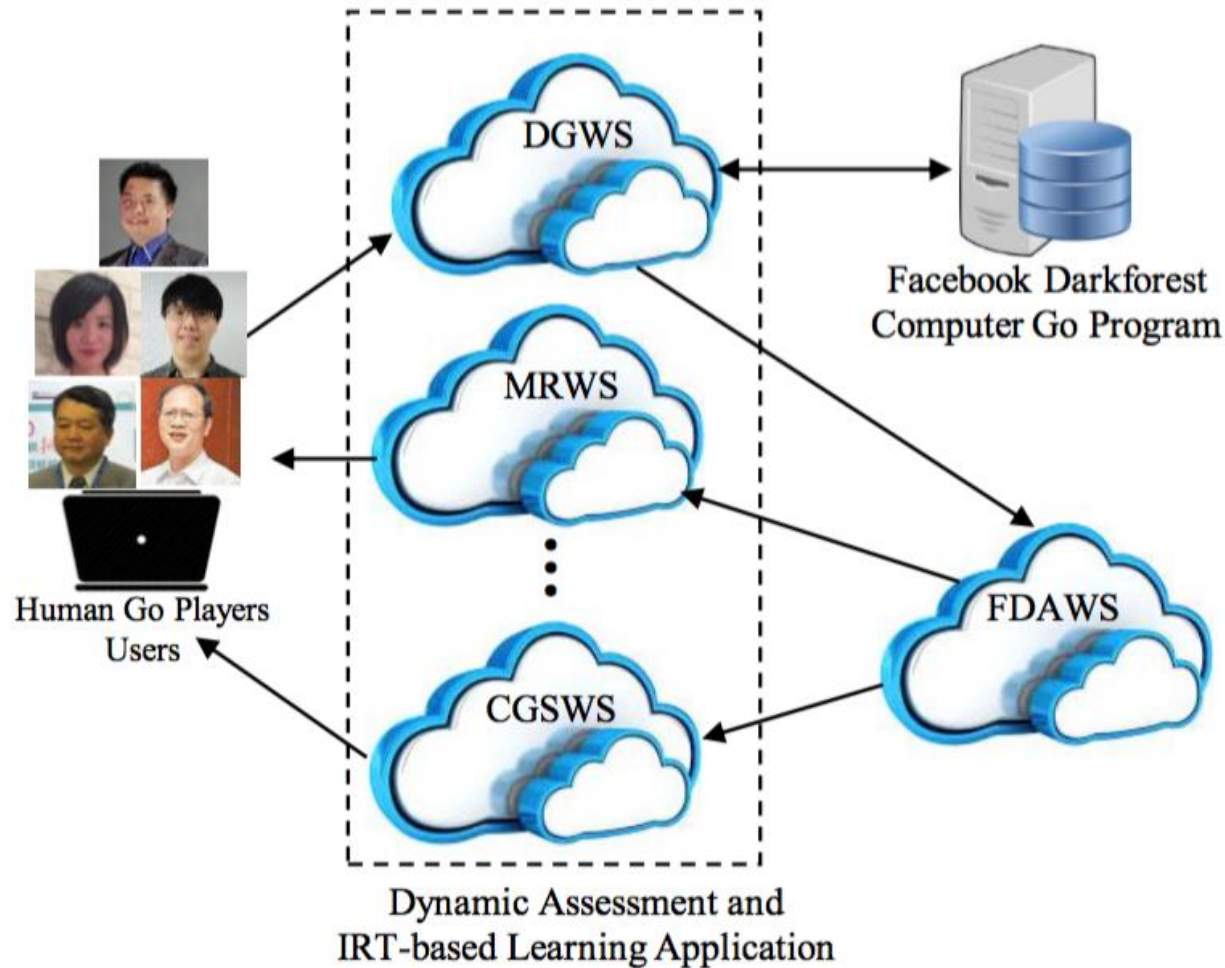 DGWS
Facebook Darkforest
Computer Go Program
MRWS
FDAWS
Human Go Players
Users
CGSWS
Dynamic Assessment and
IRT-based Learning Application